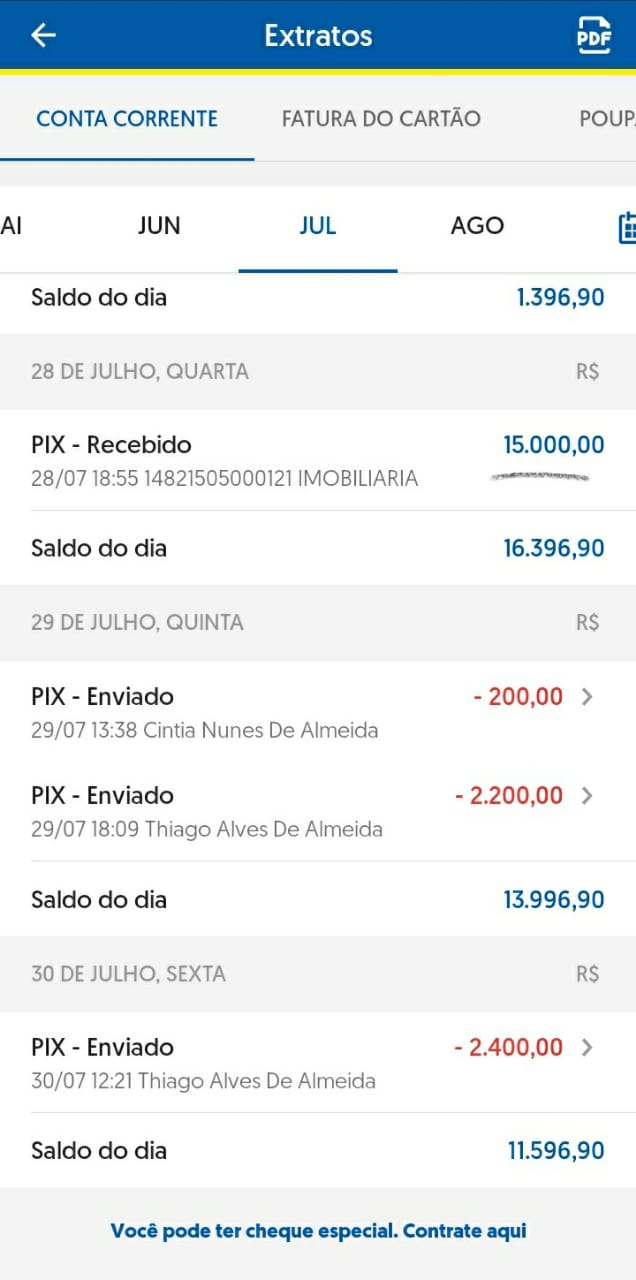 Extratos
PDF
CONTA CORRENTE FATURA DO CARTÃO POUPA
AI JUN JUL AGO
Saldo do dia 1.396,90
28 DE JULHO, QUARTA R$
PIX - Recebido 15.000,00
28/07 18:55 14821505000121 IMOBILIARIA
Saldo do dia 16.396,90
29 DE JULHO, QUINTA R$
PIX - Enviado - 200,00
29/07 13:38 Cintia Nunes De Almeida
PIX - Enviado - 2.200,00
29/07 18:09 Thiago Alves De Almeida
Saldo do dia 13.996,90
30 DE JULHO, SEXTA R$
PIX - Enviado - 2.400,00
30/07 12:21 Thiago Alves De Almeida
Saldo do dia 11.596,90
Você pode ter cheque especial. Contrate aqui